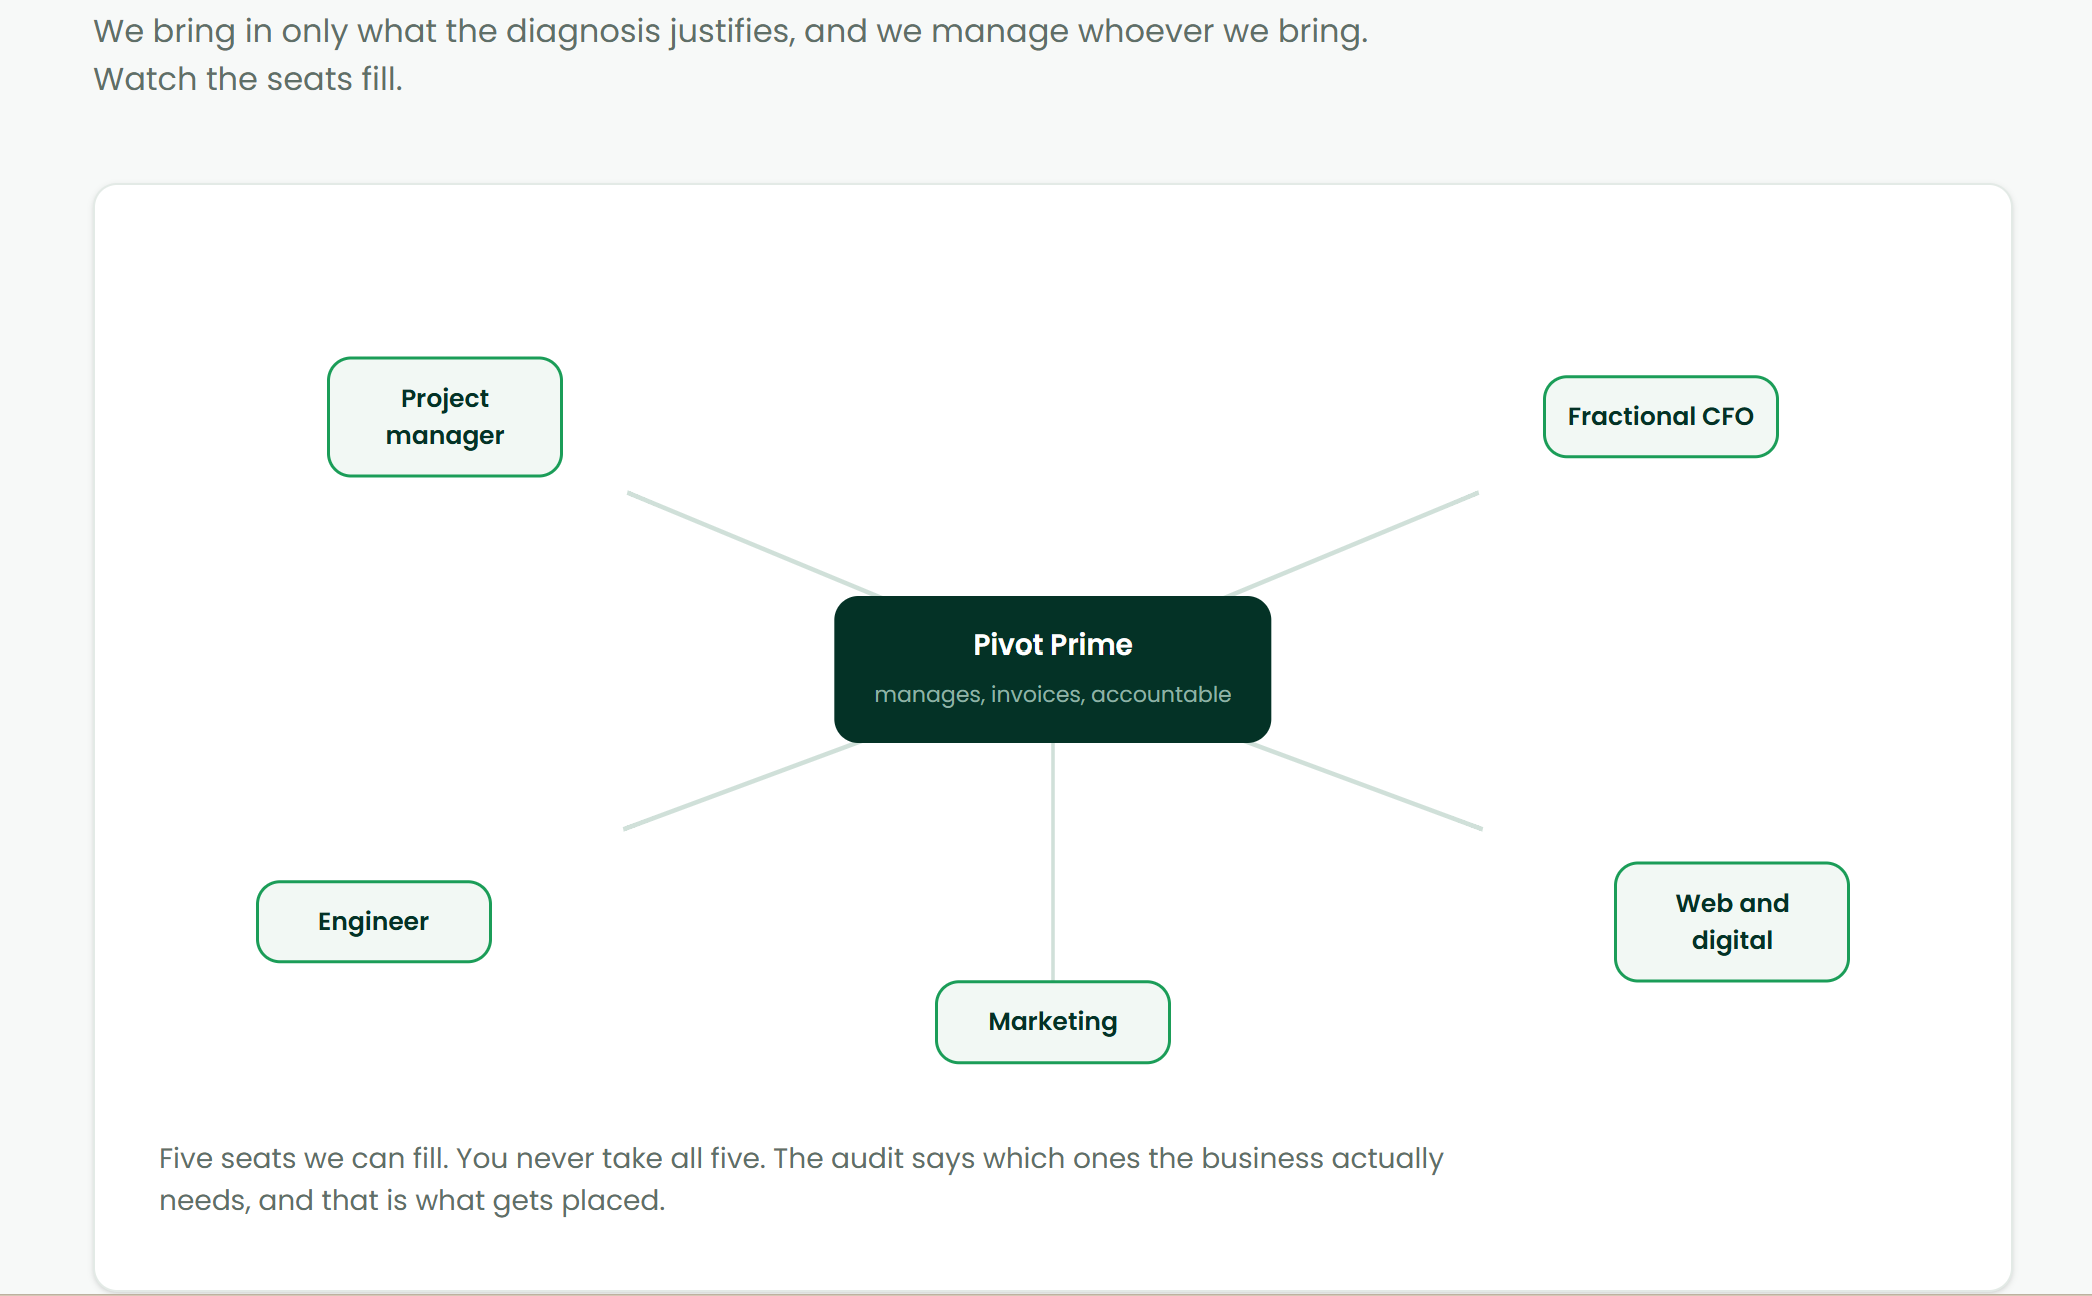 We bring in only what the diagnosis justifies, and we manage whoever we bring.
Watch the seats fill.
Project
manager
Fractional CFO
Pivot Prime
manages, invoices, accountable
Engineer
Web and
digital
Marketing
Five seats we can fill. You never take all five. The audit says which ones the business actually
needs, and that is what gets placed.